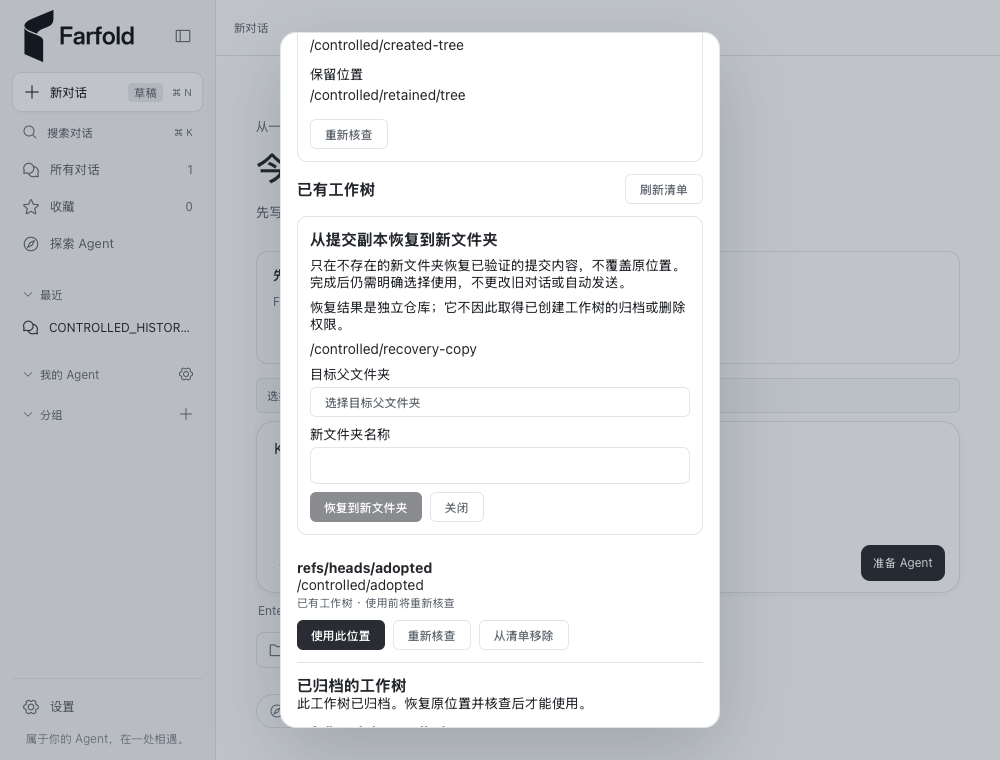 Farfold
新对话
草稿
⌘ N
搜索对话
⌘ K
所有对话
1
收藏
0
探索 Agent
最近
CONTROLLED_HISTOR...
我的 Agent
分组
设置
属于你的 Agent，在一处相遇。
新对话
从一
今
先写
F
选
K
Ente
准备 Agent
/controlled/created-tree
保留位置
/controlled/retained/tree
重新核查
已有工作树
刷新清单
从提交副本恢复到新文件夹
只在不存在的新文件夹恢复已验证的提交内容，不覆盖原位置。
完成后仍需明确选择使用，不更改旧对话或自动发送。
恢复结果是独立仓库；它不因此取得已创建工作树的归档或删除
权限。
/controlled/recovery-copy
目标父文件夹
选择目标父文件夹
新文件夹名称
恢复到新文件夹
关闭
refs/heads/adopted
/controlled/adopted
已有工作树 · 使用前将重新核查
使用此位置
重新核查
从清单移除
已归档的工作树
此工作树已归档。恢复原位置并核查后才能使用。